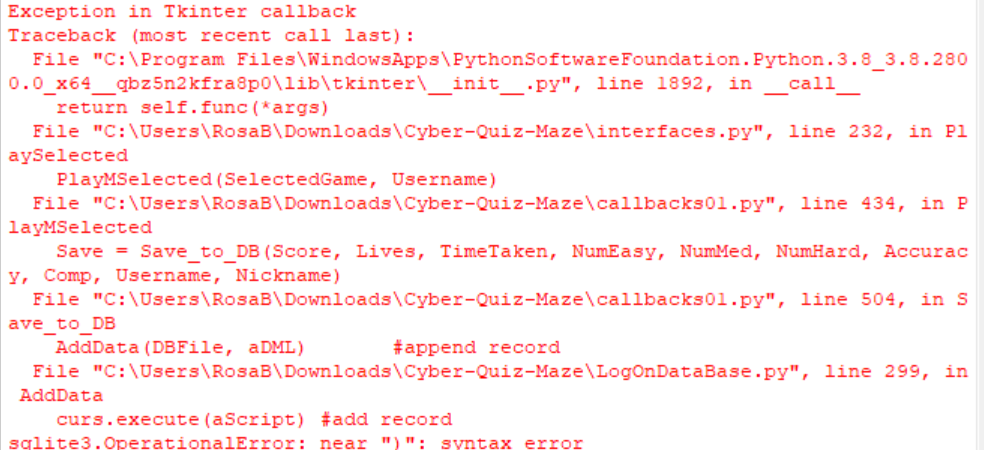 Exception in Tkinter callback
Traceback (most recent call last):
  File "C:\Program Files\WindowsApps\PythonSoftwareFoundation.Python.3.8_3.8.280
0.0_x64__qbz5n2kfra8p0\lib\tkinter\__init__.py", line 1892, in __call__
    return self.func(*args)
  File "C:\Users\RosaB\Downloads\Cyber-Quiz-Maze\interfaces.py", line 232, in Pl
aySelected
    PlayMSelected(SelectedGame, Username)
  File "C:\Users\RosaB\Downloads\Cyber-Quiz-Maze\callbacks01.py", line 434, in P
layMSelected
    Save = Save_to_DB(Score, Lives, TimeTaken, NumEasy, NumMed, NumHard, Accurac
y, Comp, Username, Nickname)
  File "C:\Users\RosaB\Downloads\Cyber-Quiz-Maze\callbacks01.py", line 504, in S
ave_to_DB
    AddData(DBFile, aDML)       #append record
  File "C:\Users\RosaB\Downloads\Cyber-Quiz-Maze\LogOnDataBase.py", line 299, in
 AddData
    curs.execute(aScript) #add record
sqlite3.OperationalError: near ")": syntax error